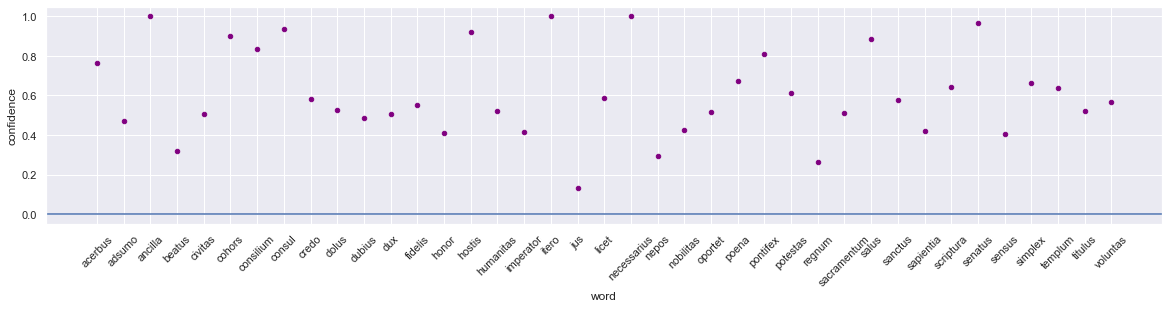 1.0
0.8
0.6
0.4
0.2
0.0
confidence
acerbus
adsumo
ancilla
beatus
civitas
cohors
consilium
consul
credo
dolus
dubius
dux
fidelis
honor
hostis
humanitas
imperator
itero
jus
licet
necessarius
nepos
nobilitas
oportet
poena
pontifex
potestas
regnum
sacramentum
salus
sanctus
sapientia
scriptura
senatus
sensus
simplex
templum
titulus
voluntas
word